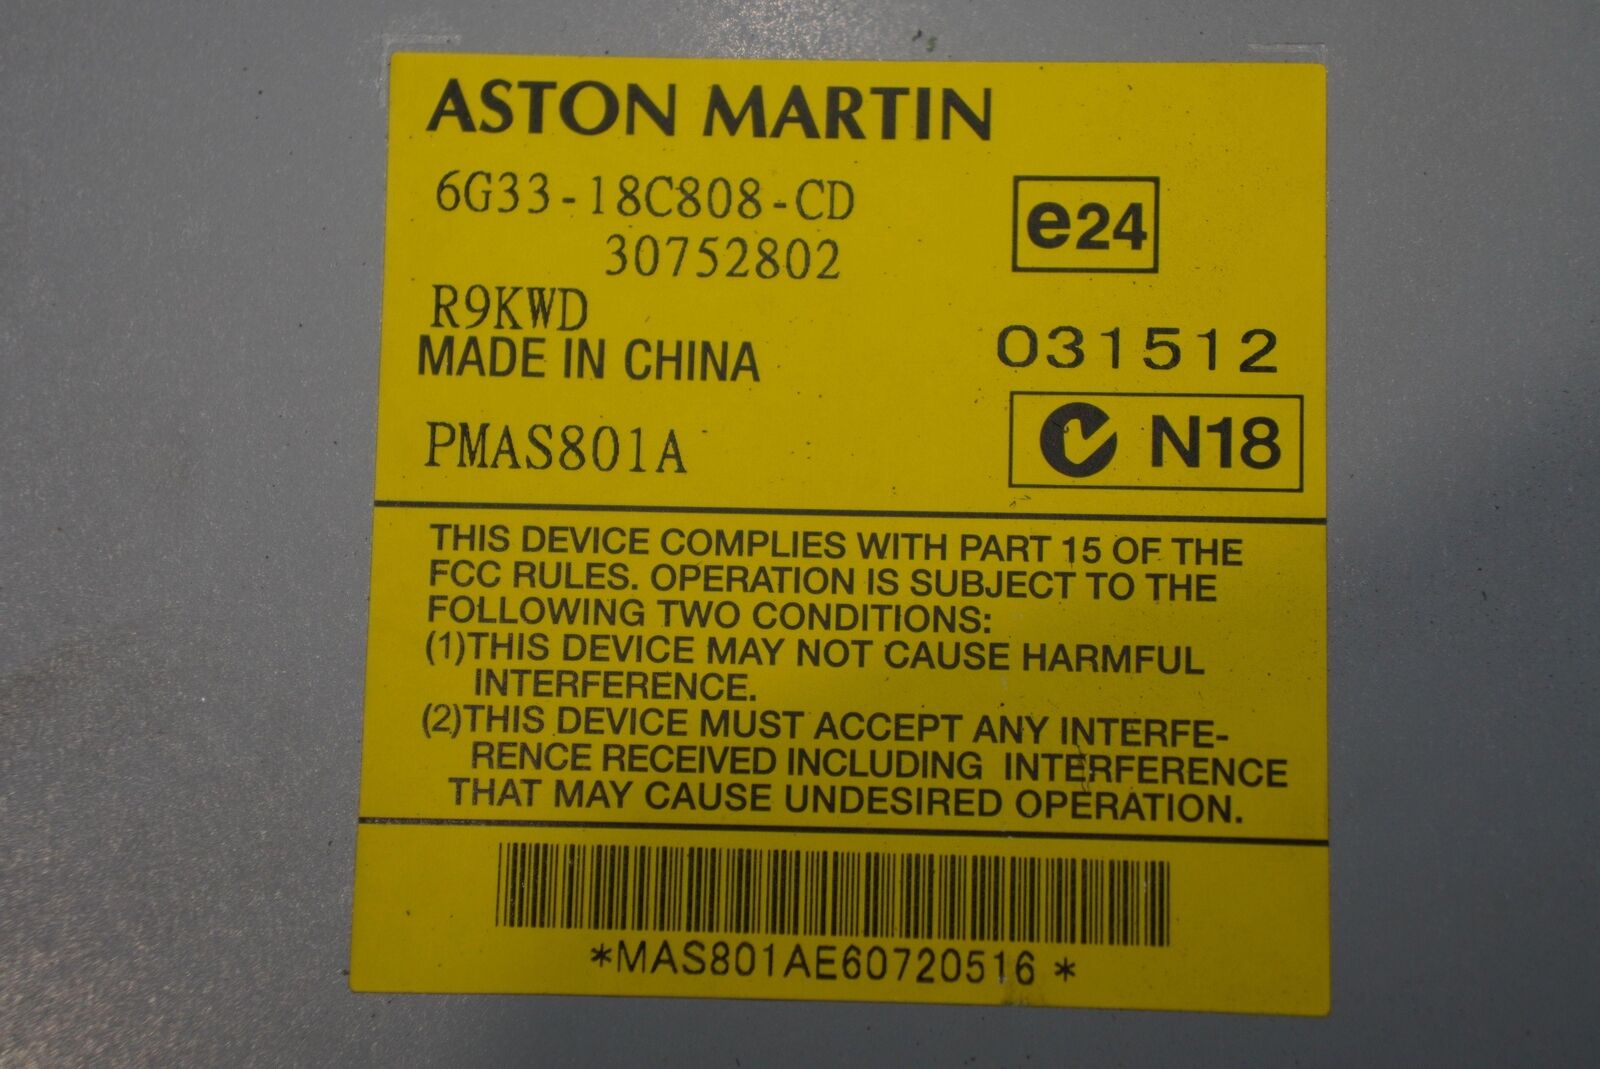 ASTON MARTIN
6G33-18C808-CD
30752802
e24
R9KWD
MADE IN CHINA
031512
PMAS801A
N18
THIS DEVICE COMPLIES WITH PART 15 OF THE
FCC RULES. OPERATION IS SUBJECT TO THE
FOLLOWING TWO CONDITIONS:
(1)THIS DEVICE MAY NOT CAUSE HARMFUL
INTERFERENCE.
(2)THIS DEVICE MUST ACCEPT ANY INTERFE-
RENCE RECEIVED INCLUDING INTERFERENCE
THAT MAY CAUSE UNDESIRED OPERATION.
*MAS801AE60720516*